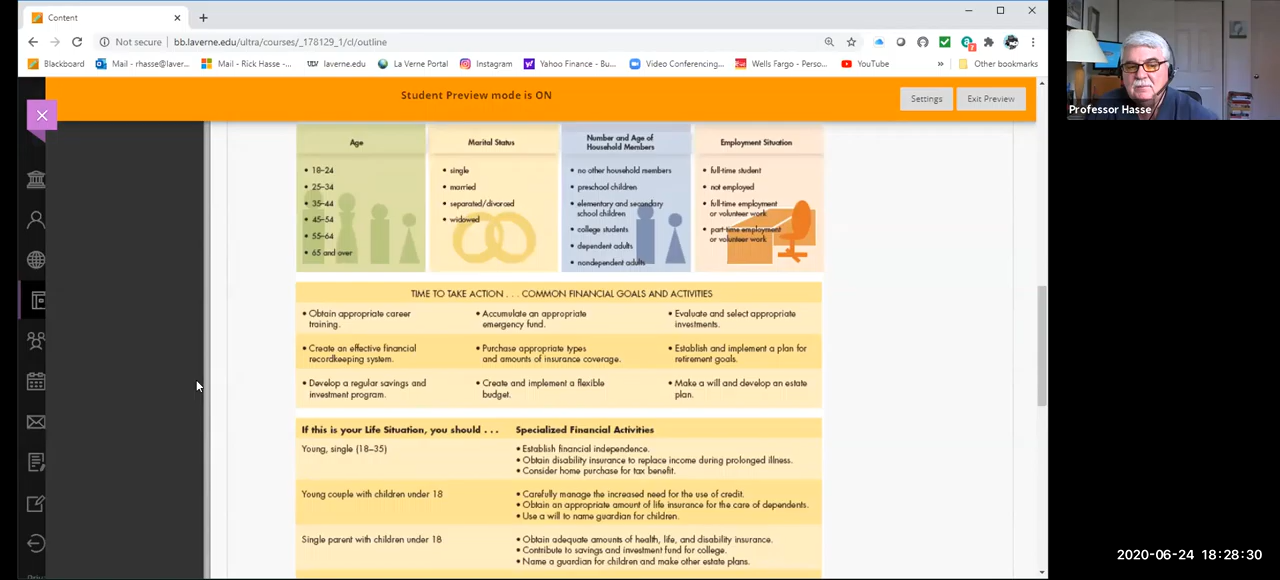 Content
Not secure
bb.laverne.edu/ultra/courses/_178129_1/cl/outline
Blackboard
Mail - rhasse@laver...
Mail - Rick Hasse -...
laverne.edu
La Verne Portal
Instagram
Yahoo Finance - Bu...
Video Conferencing...
Wells Fargo - Perso...
YouTube
»
Other bookmarks
Student Preview mode is ON
Settings
Exit Preview
Professor Hasse
Age
Marital Status
Number and Age of
Household Members
Employment Situation
• 18–24
• 25–34
• 35–44
• 45–54
• 55–64
• 65 and over
• single
• married
• separated/divorced
• widowed
• no other household members
• preschool children
• elementary and secondary
school children
• college students
• dependent adults
• nondependent adults
• full-time student
• not employed
• full-time employment
or volunteer work
• part-time employment
or volunteer work
TIME TO TAKE ACTION . . . COMMON FINANCIAL GOALS AND ACTIVITIES
• Obtain appropriate career
training.
• Accumulate an appropriate
emergency fund.
• Evaluate and select appropriate
investments.
• Create an effective financial
recordkeeping system.
• Purchase appropriate types
and amounts of insurance coverage.
• Establish and implement a plan for
retirement goals.
• Develop a regular savings and
investment program.
• Create and implement a flexible
budget.
• Make a will and develop an estate
plan.
If this is your Life Situation, you should . . .
Specialized Financial Activities
Young, single (18–35)
• Establish financial independence.
• Obtain disability insurance to replace income during prolonged illness.
• Consider home purchase for tax benefit.
Young couple with children under 18
• Carefully manage the increased need for the use of credit.
• Obtain an appropriate amount of life insurance for the care of dependents.
• Use a will to name guardian for children.
Single parent with children under 18
• Obtain adequate amounts of health, life, and disability insurance.
• Contribute to savings and investment fund for college.
• Name a guardian for children and make other estate plans.
2020-06-24 18:28:30